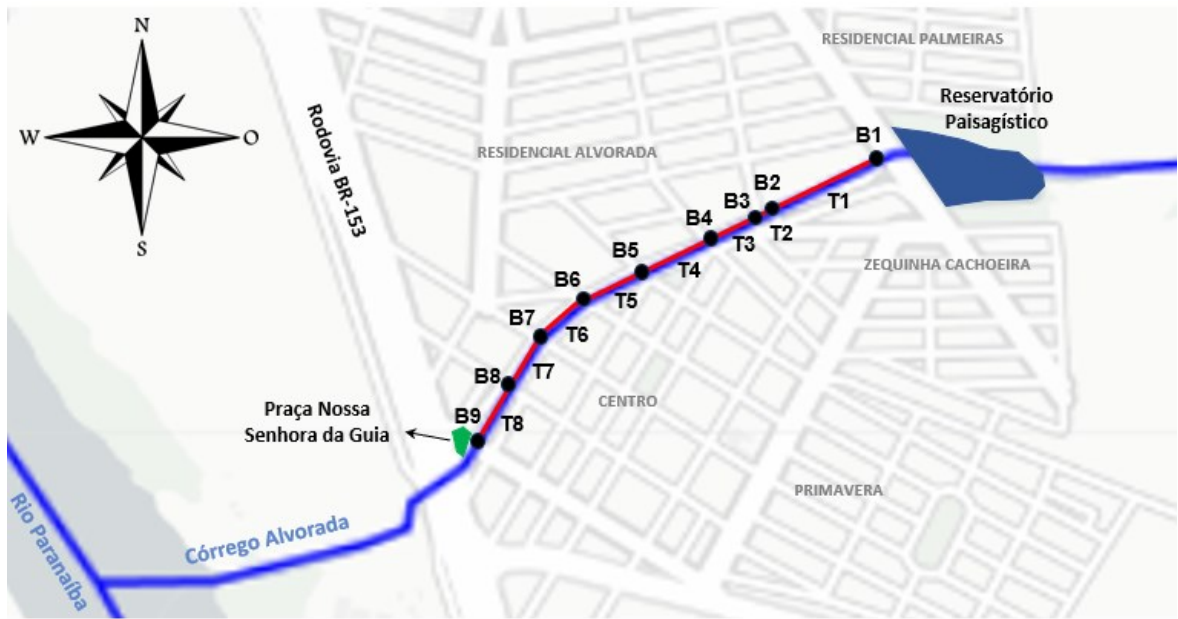 N
W
O
S
Rodovia BR-153
RESIDENCIAL PALMEIRAS
Reservatório
Paisagístico
RESIDENCIAL ALVORADA
B1
T1
B2
T2
B3
T3
B4
T4
B5
T5
B6
T6
B7
T7
B8
T8
B9
ZEQUINHA CACHOEIRA
CENTRO
Praça Nossa
Senhora da Guia
PRIMAVERA
Córrego Alvorada
Rio Paranaíba